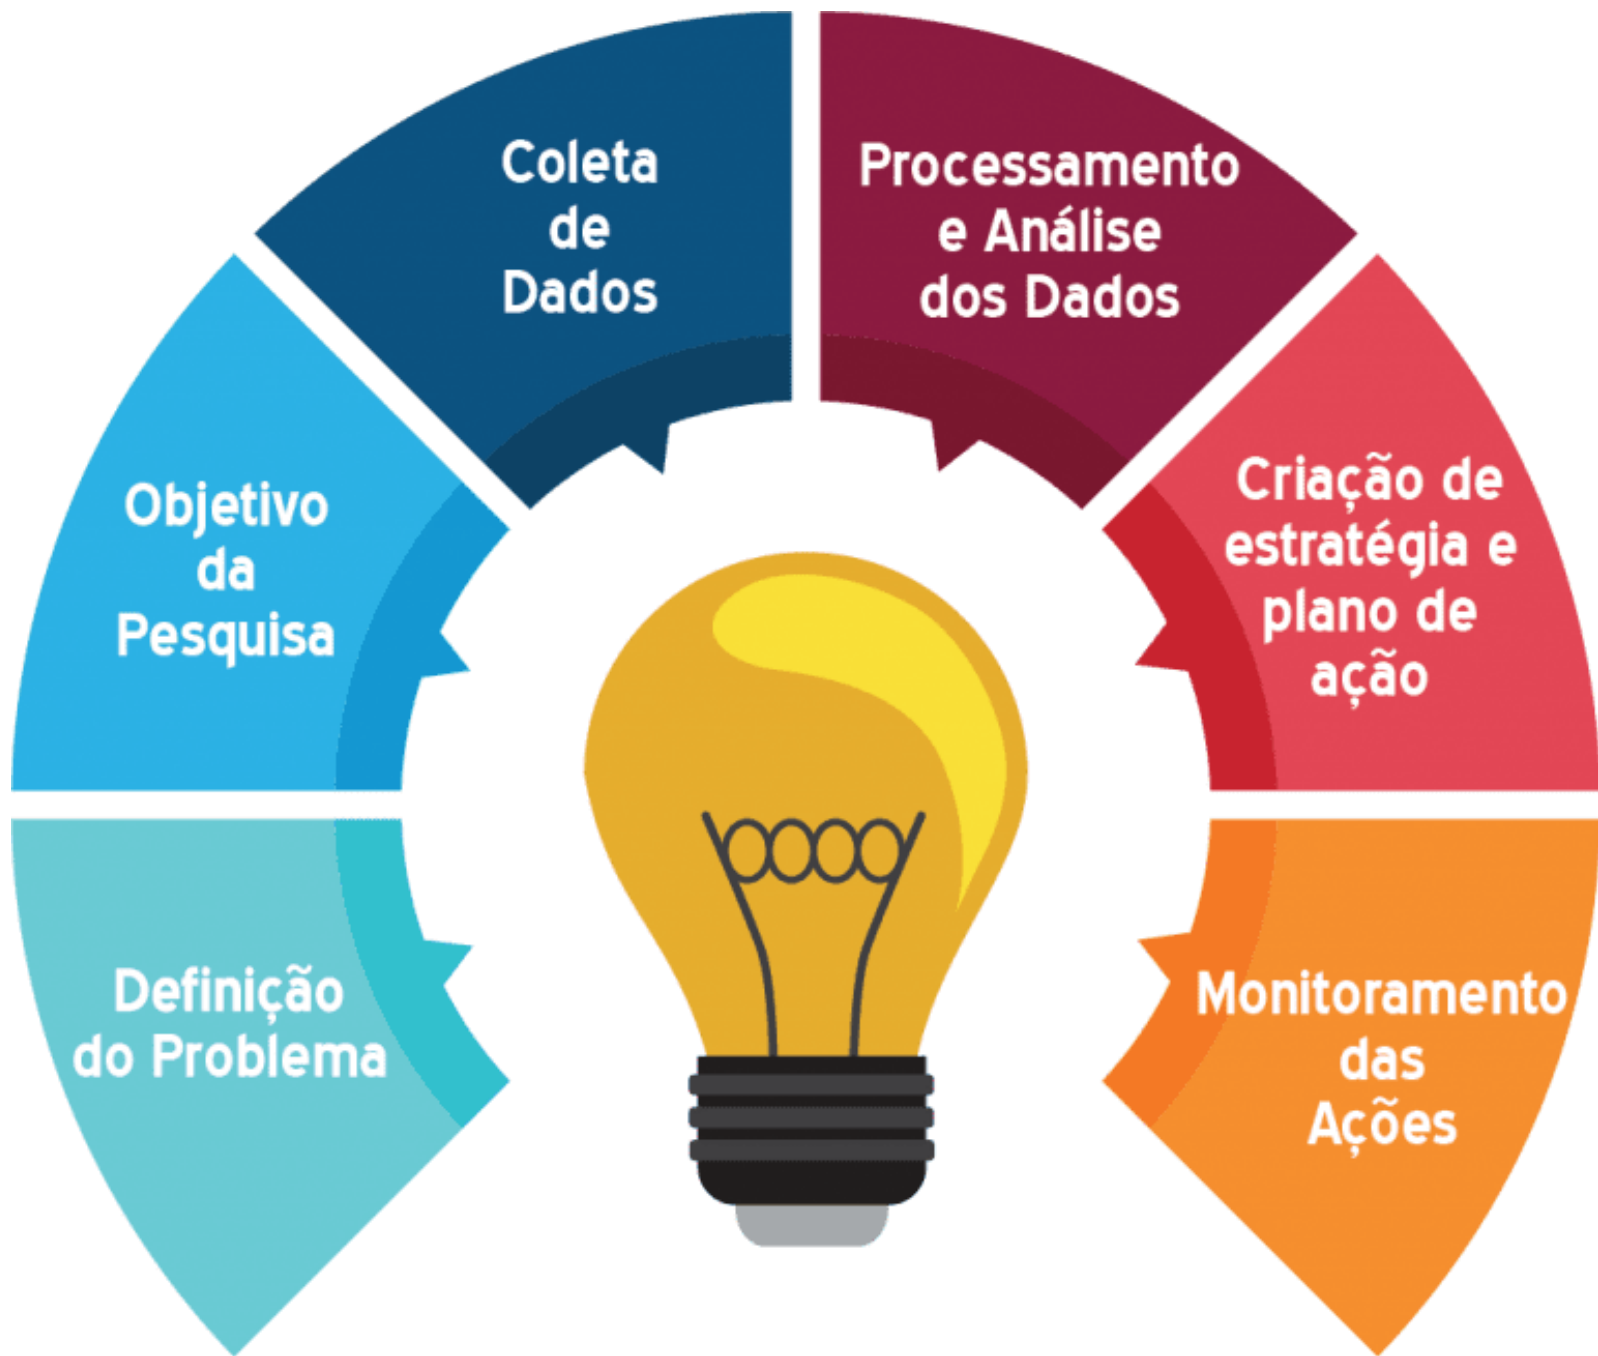 Definição
do Problema
Objetivo
da
Pesquisa
Coleta
de
Dados
Processamento
e Análise
dos Dados
Criação de
estratégia e
plano de
ação
Monitoramento
das
Ações